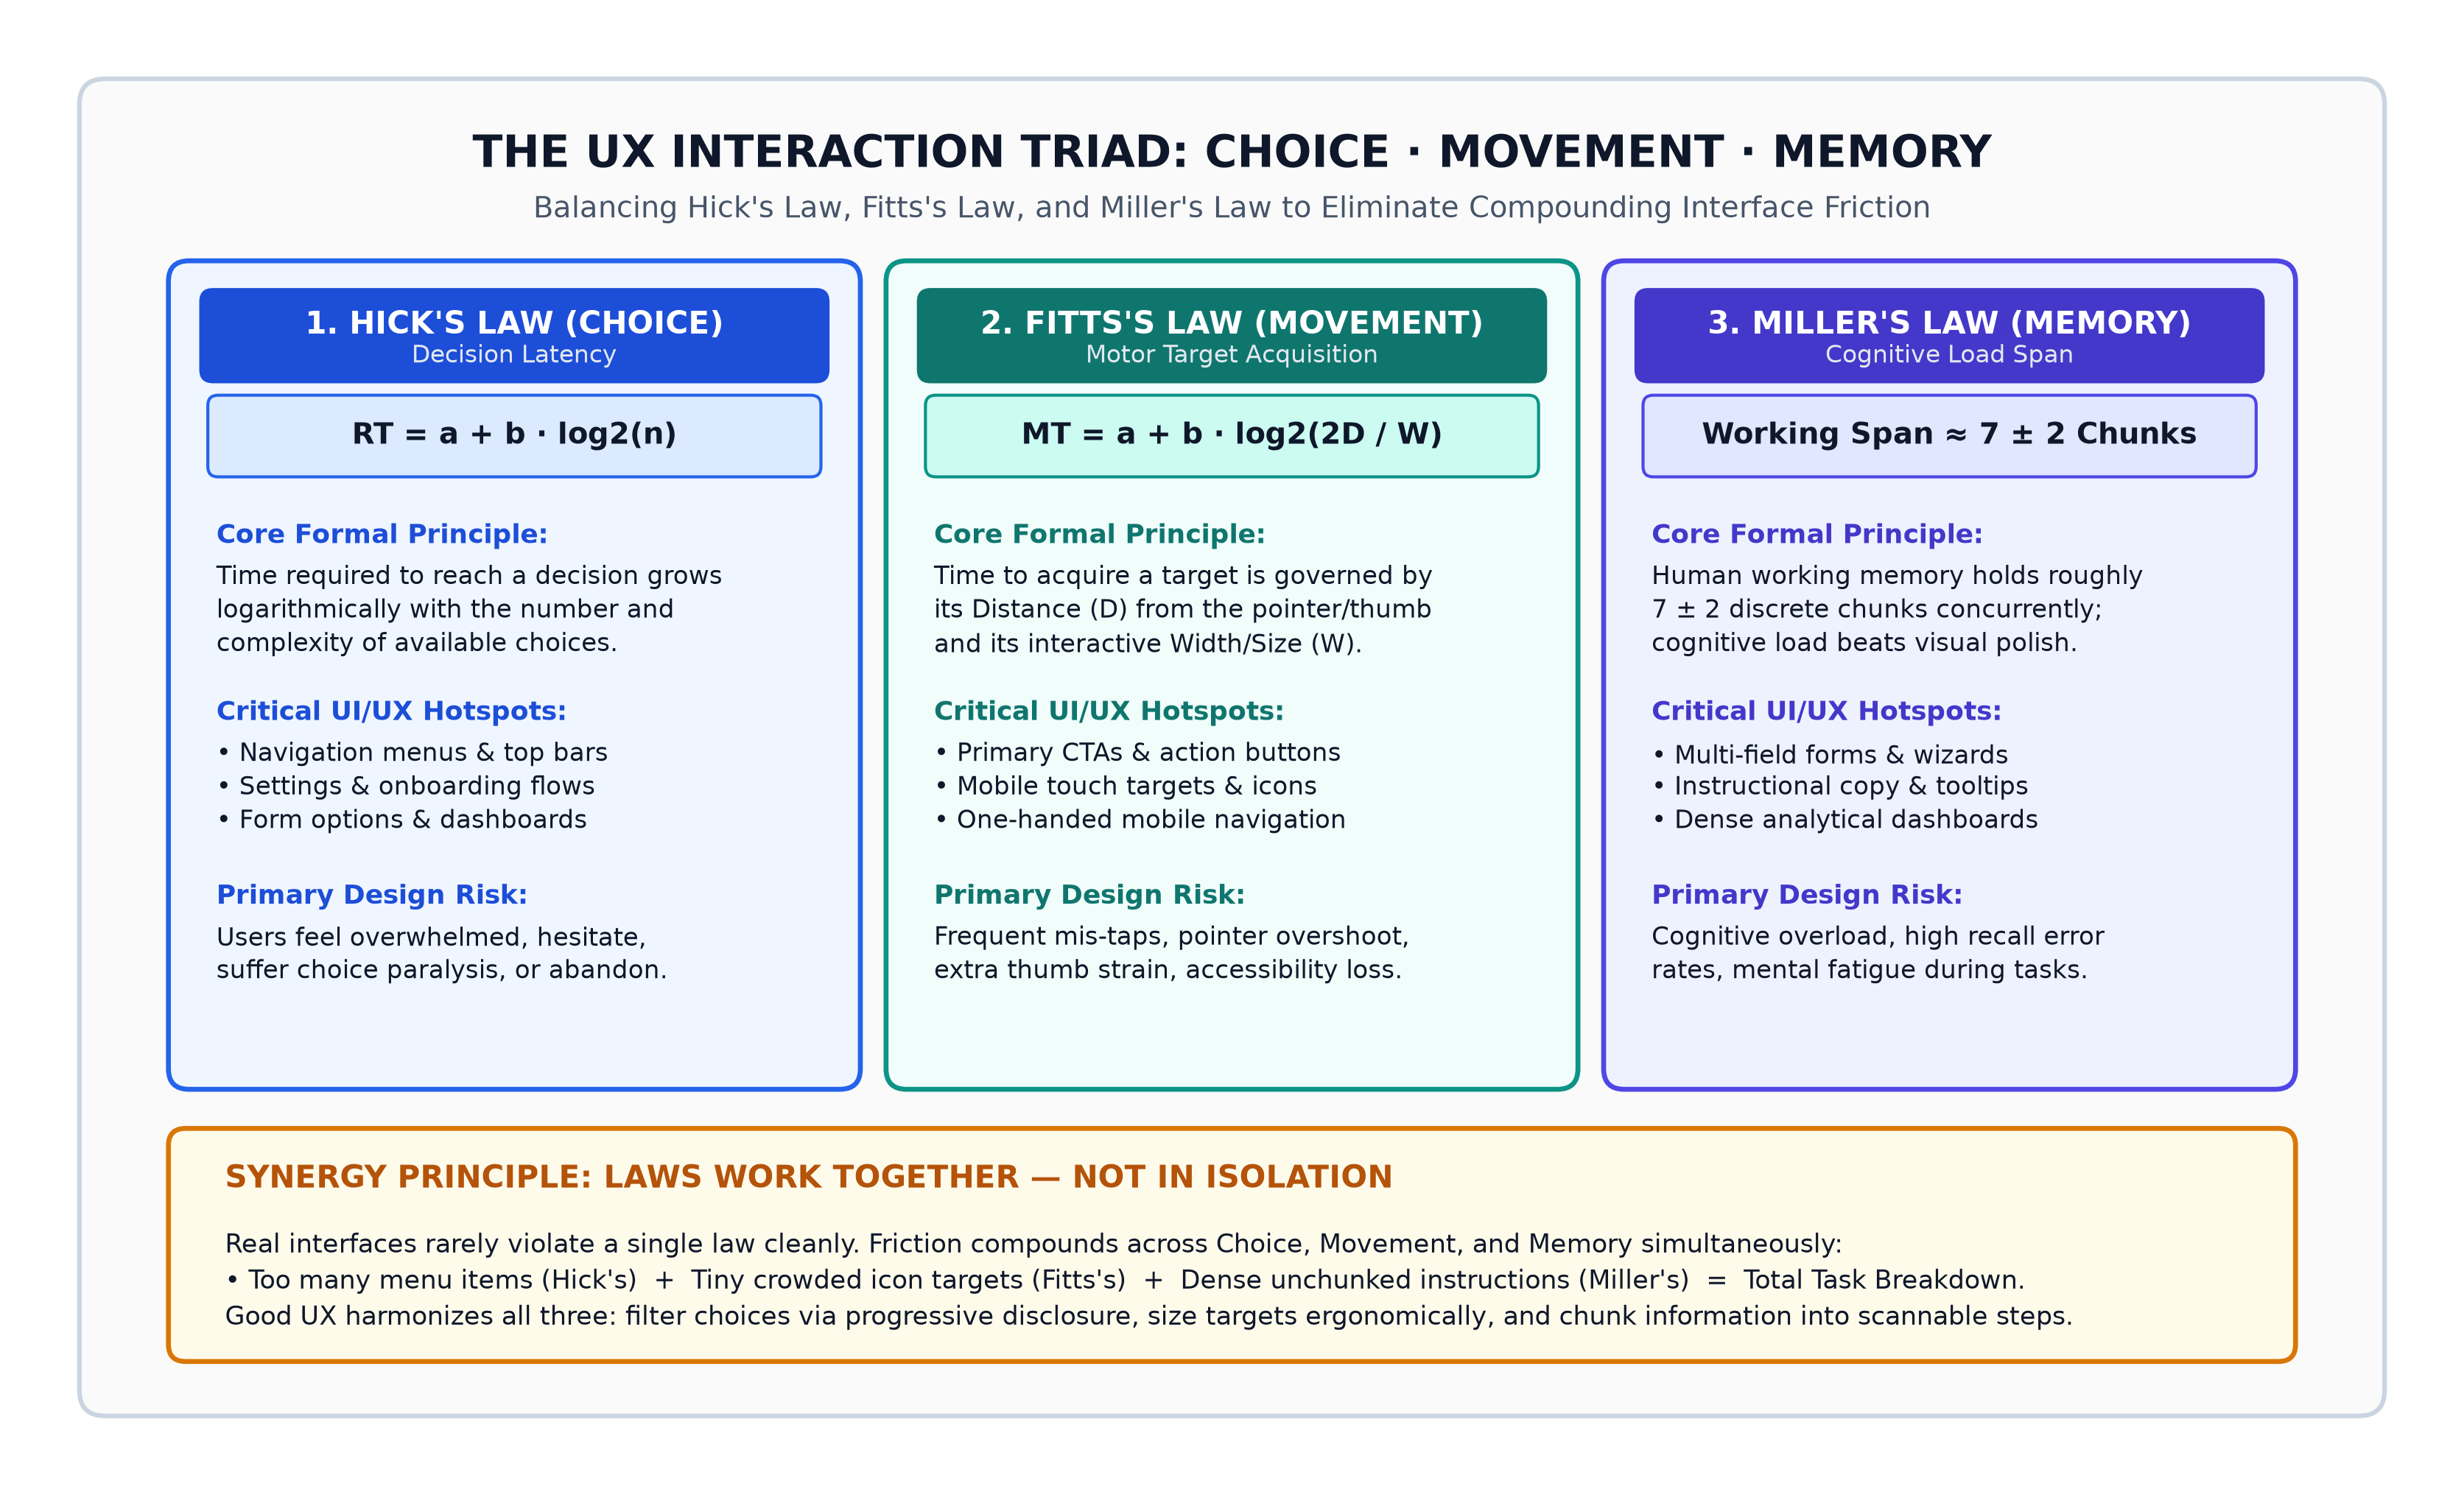 THE UX INTERACTION TRIAD: CHOICE · MOVEMENT · MEMORY
Balancing Hick's Law, Fitts's Law, and Miller's Law to Eliminate Compounding Interface Friction
1. HICK'S LAW (CHOICE)
Decision Latency
RT = a + b · log2(n)
Core Formal Principle:
Time required to reach a decision grows
logarithmically with the number and
complexity of available choices.
Critical UI/UX Hotspots:
• Navigation menus & top bars
• Settings & onboarding flows
• Form options & dashboards
Primary Design Risk:
Users feel overwhelmed, hesitate,
suffer choice paralysis, or abandon.
2. FITTS'S LAW (MOVEMENT)
Motor Target Acquisition
MT = a + b · log2(2D / W)
Core Formal Principle:
Time to acquire a target is governed by
its Distance (D) from the pointer/thumb
and its interactive Width/Size (W).
Critical UI/UX Hotspots:
• Primary CTAs & action buttons
• Mobile touch targets & icons
• One-handed mobile navigation
Primary Design Risk:
Frequent mis-taps, pointer overshoot,
extra thumb strain, accessibility loss.
3. MILLER'S LAW (MEMORY)
Cognitive Load Span
Working Span ≈ 7 ± 2 Chunks
Core Formal Principle:
Human working memory holds roughly
7 ± 2 discrete chunks concurrently;
cognitive load beats visual polish.
Critical UI/UX Hotspots:
• Multi-field forms & wizards
• Instructional copy & tooltips
• Dense analytical dashboards
Primary Design Risk:
Cognitive overload, high recall error
rates, mental fatigue during tasks.
SYNERGY PRINCIPLE: LAWS WORK TOGETHER — NOT IN ISOLATION
Real interfaces rarely violate a single law cleanly. Friction compounds across Choice, Movement, and Memory simultaneously:
• Too many menu items (Hick's) + Tiny crowded icon targets (Fitts's) + Dense unchunked instructions (Miller's) = Total Task Breakdown.
Good UX harmonizes all three: filter choices via progressive disclosure, size targets ergonomically, and chunk information into scannable steps.